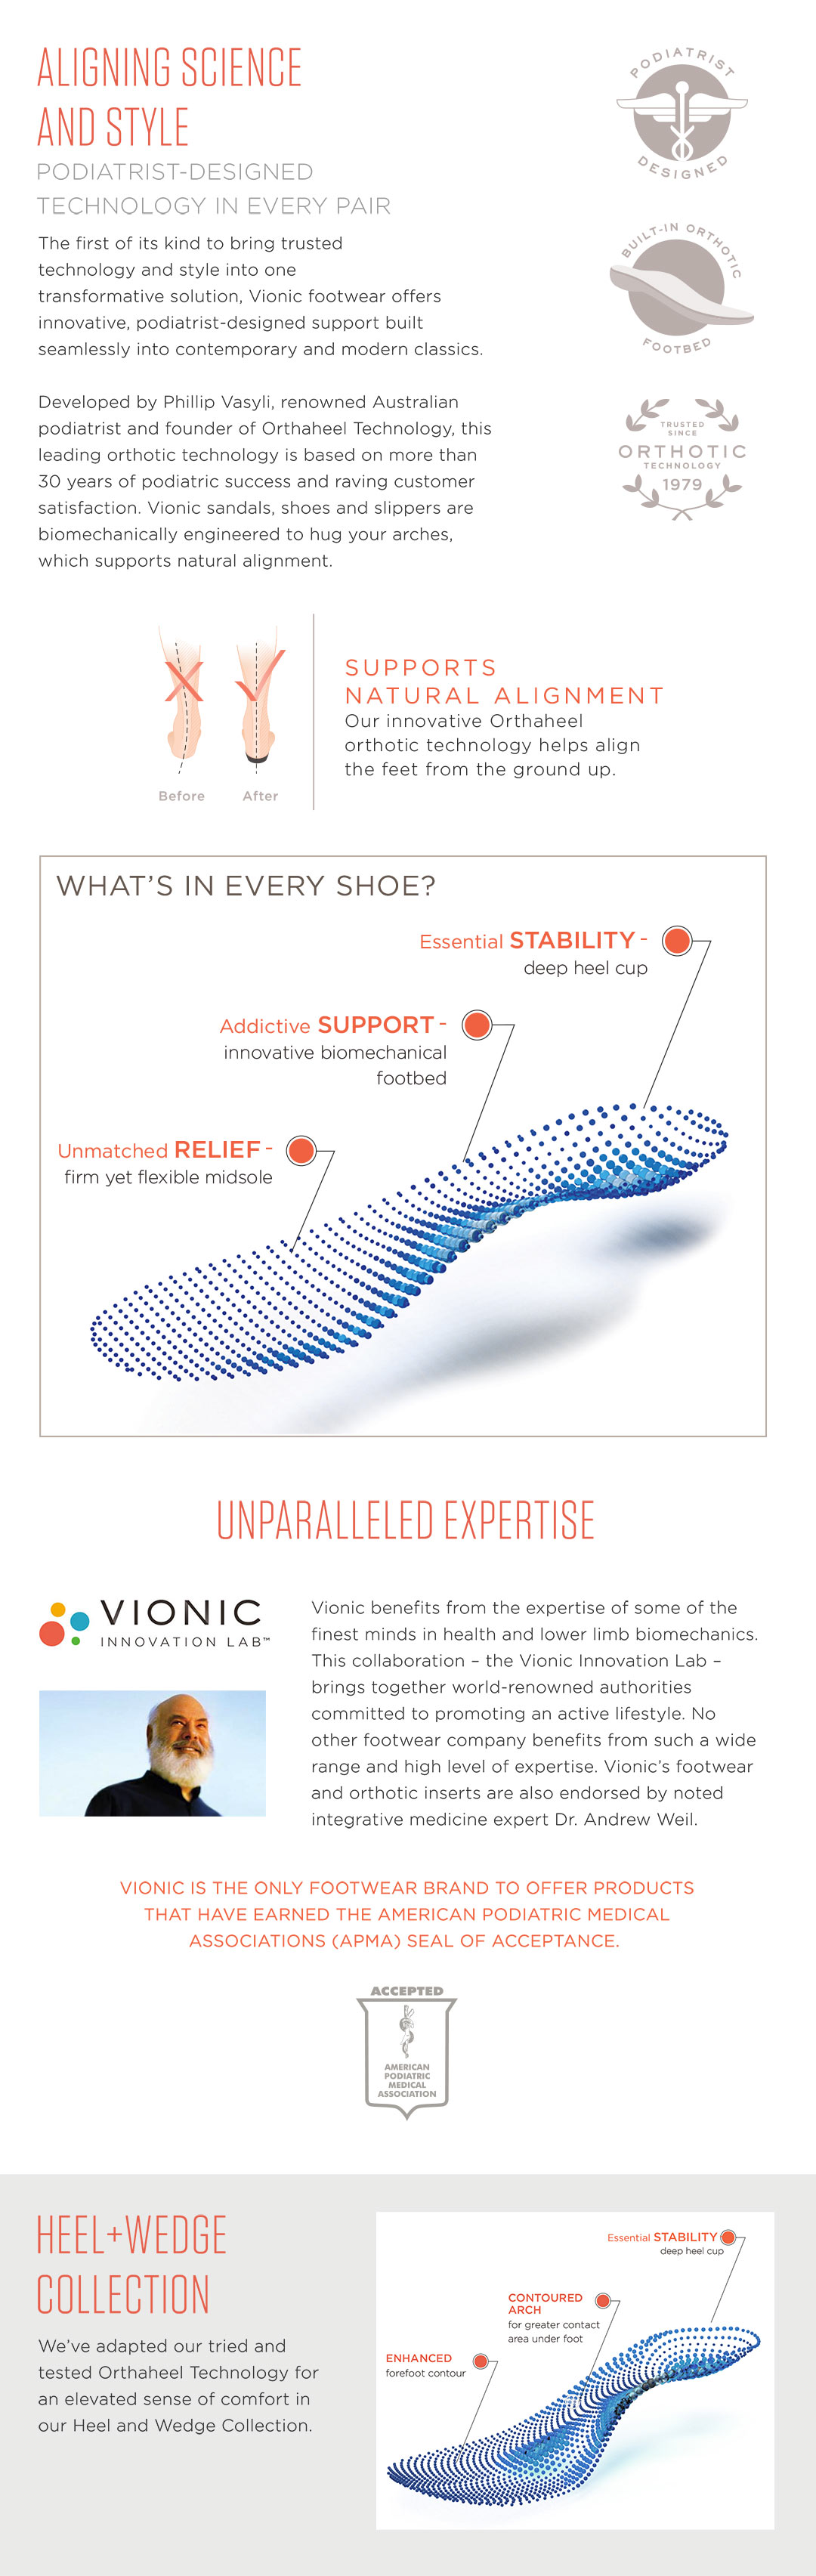 ALIGNING SCIENCE
AND STYLE
PODIATRIST-DESIGNED
TECHNOLOGY IN EVERY PAIR
The first of its kind to bring trusted
technology and style into one
transformative solution, Vionic footwear offers
innovative, podiatrist-designed support built
seamlessly into contemporary and modern classics.
Developed by Phillip Vasyli, renowned Australian
podiatrist and founder of Orthaheel Technology, this
leading orthotic technology is based on more than
30 years of podiatric success and raving customer
satisfaction. Vionic sandals, shoes and slippers are
biomechanically engineered to hug your arches,
which supports natural alignment.
PODIATRIST
DESIGNED
BUILT-IN ORTHOTIC
FOOTBED
TRUSTED
SINCE
ORTHOTIC
TECHNOLOGY
1979
Before
After
SUPPORTS
NATURAL ALIGNMENT
Our innovative Orthaheel
orthotic technology helps align
the feet from the ground up.
WHAT'S IN EVERY SHOE?
Essential STABILITY -
deep heel cup
Addictive SUPPORT -
innovative biomechanical
footbed
Unmatched RELIEF -
firm yet flexible midsole
UNPARALLELED EXPERTISE
VIONIC
INNOVATION LAB™
Vionic benefits from the expertise of some of the
finest minds in health and lower limb biomechanics.
This collaboration – the Vionic Innovation Lab –
brings together world-renowned authorities
committed to promoting an active lifestyle. No
other footwear company benefits from such a wide
range and high level of expertise. Vionic's footwear
and orthotic inserts are also endorsed by noted
integrative medicine expert Dr. Andrew Weil.
VIONIC IS THE ONLY FOOTWEAR BRAND TO OFFER PRODUCTS
THAT HAVE EARNED THE AMERICAN PODIATRIC MEDICAL
ASSOCIATIONS (APMA) SEAL OF ACCEPTANCE.
ACCEPTED
AMERICAN
PODIATRIC
MEDICAL
ASSOCIATION
HEEL+WEDGE
COLLECTION
We've adapted our tried and
tested Orthaheel Technology for
an elevated sense of comfort in
our Heel and Wedge Collection.
Essential STABILITY
deep heel cup
CONTOURED
ARCH
for greater contact
area under foot
ENHANCED
forefoot contour